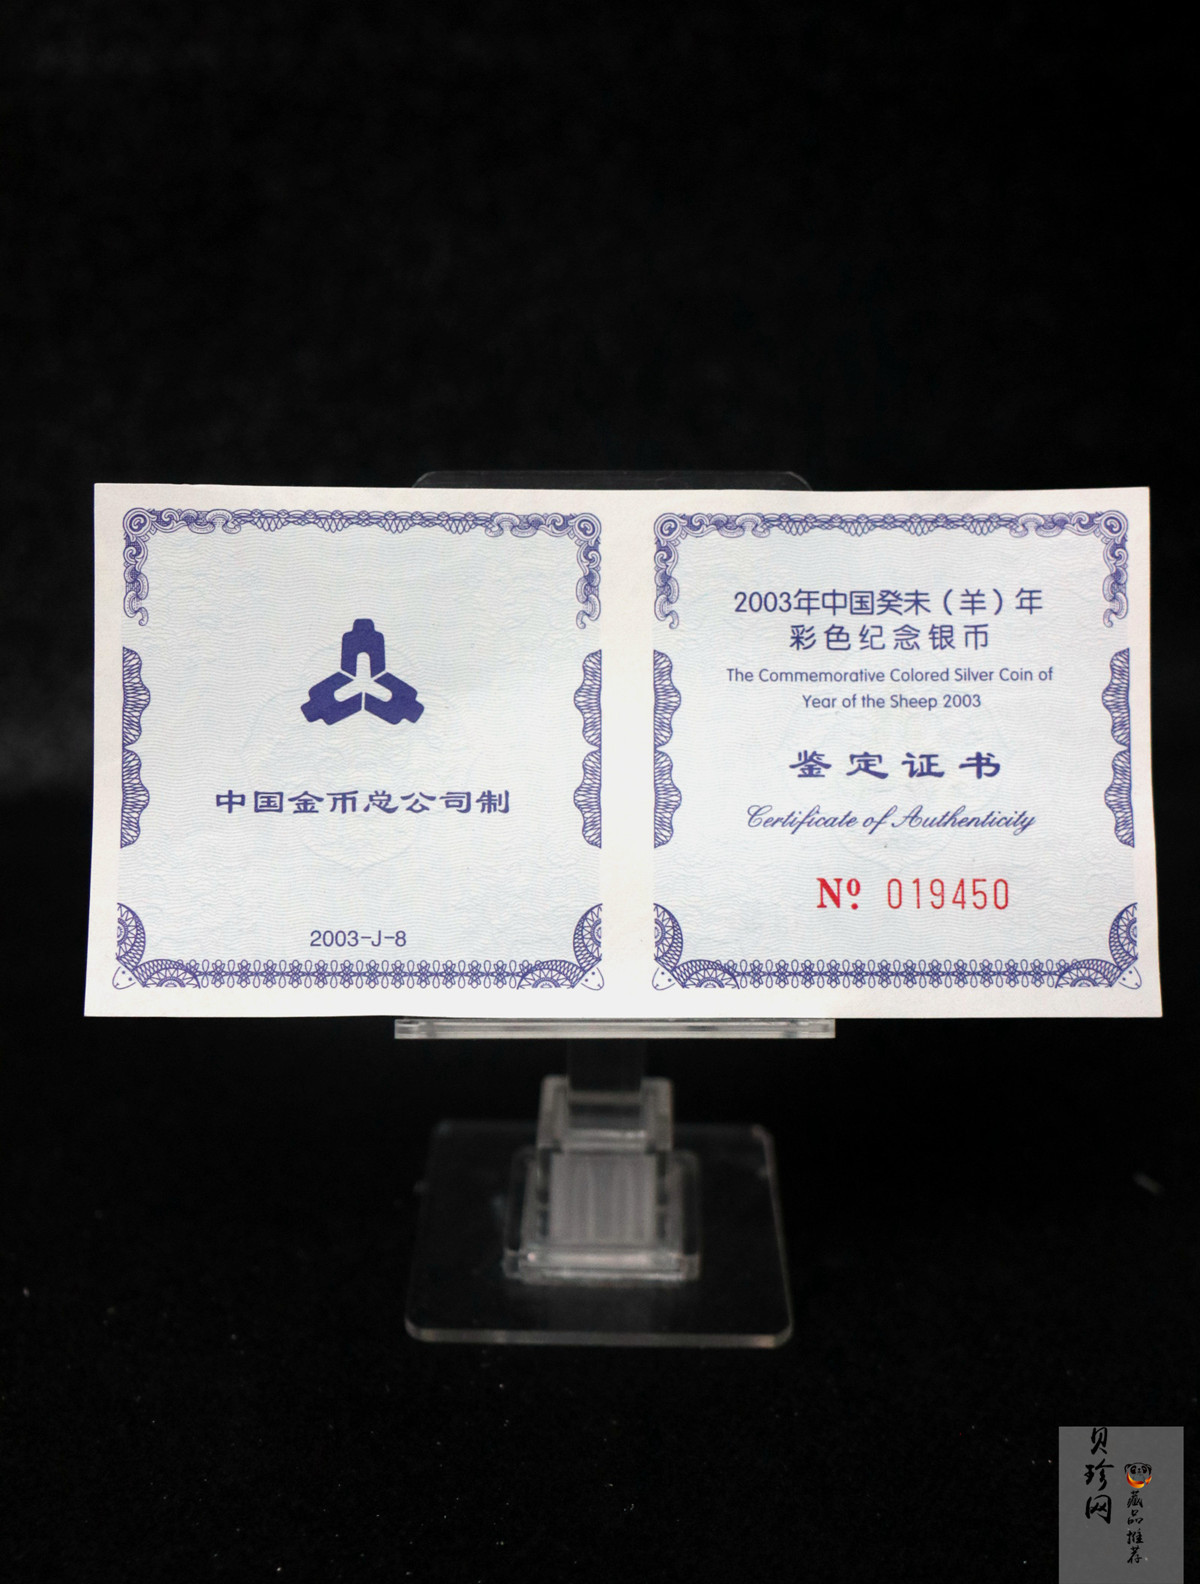 中国金币总公司制
2003-J-8
2003年中国癸未（羊）年
彩色纪念银币
The Commemorative Colored Silver Coin of
Year of the Sheep 2003
鉴定证书
Certificate of Authenticity
Nº 019450
贝珍网
藏品推荐